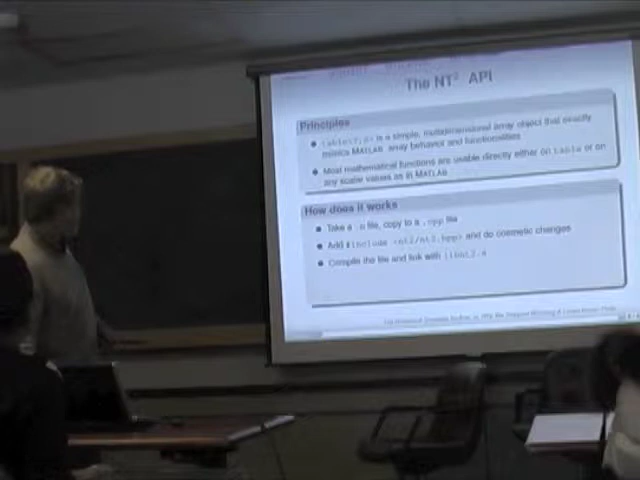 The NT² API
Principles
table<T,S> is a simple, multidimensional array object that exactly
mimics MATLAB array behavior and functionalities
Most mathematical functions are usable directly either on table or on
any scalar values as in MATLAB
How does it works
Take a .m file, copy to a .cpp file
Add #include <nt2/nt2.hpp> and do cosmetic changes
Compile the file and link with libnt2.a